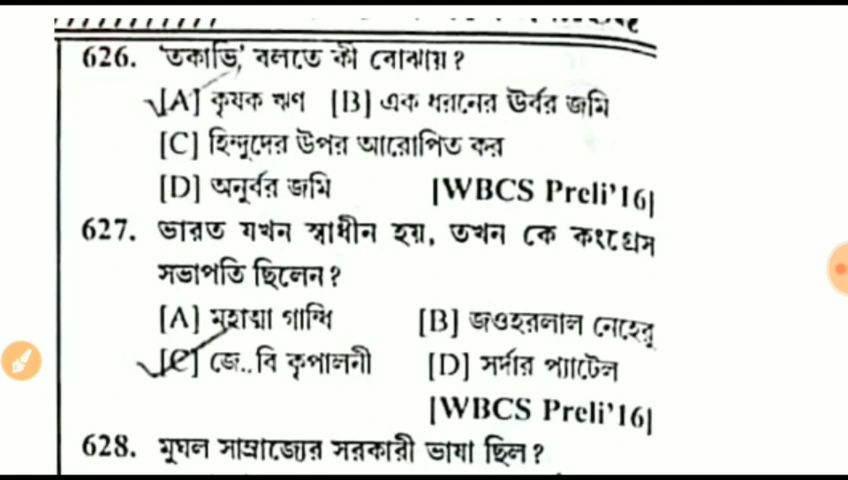 626. 'তকাভি' বলতে কী বোঝায়?
[A] কৃষক ঋণ [B] এক ধরনের ঊর্বর জমি
[C] হিন্দুদের উপর আরোপিত কর
[D] অনুর্বর জমি [WBCS Preli'16]
627. ভারত যখন স্বাধীন হয়, তখন কে কংগ্রেস
সভাপতি ছিলেন?
[A] মহাত্মা গান্ধি [B] জওহরলাল নেহেরু
[C] জে. বি কৃপালনী [D] সর্দার প্যাটেল
[WBCS Preli'16]
628. মুঘল সাম্রাজ্যের সরকারী ভাষা ছিল?